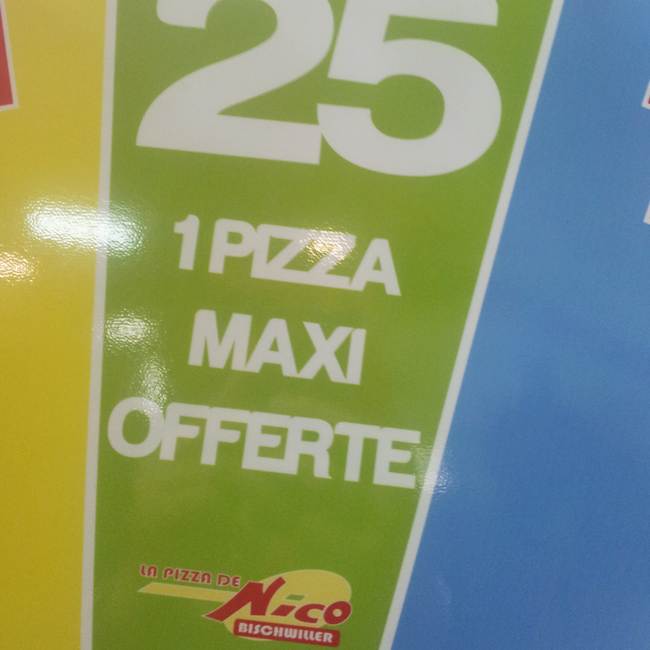 25
1 PIZZA
MAXI
OFFERTE
LA PIZZA DE
Nico
BISCHWILLER